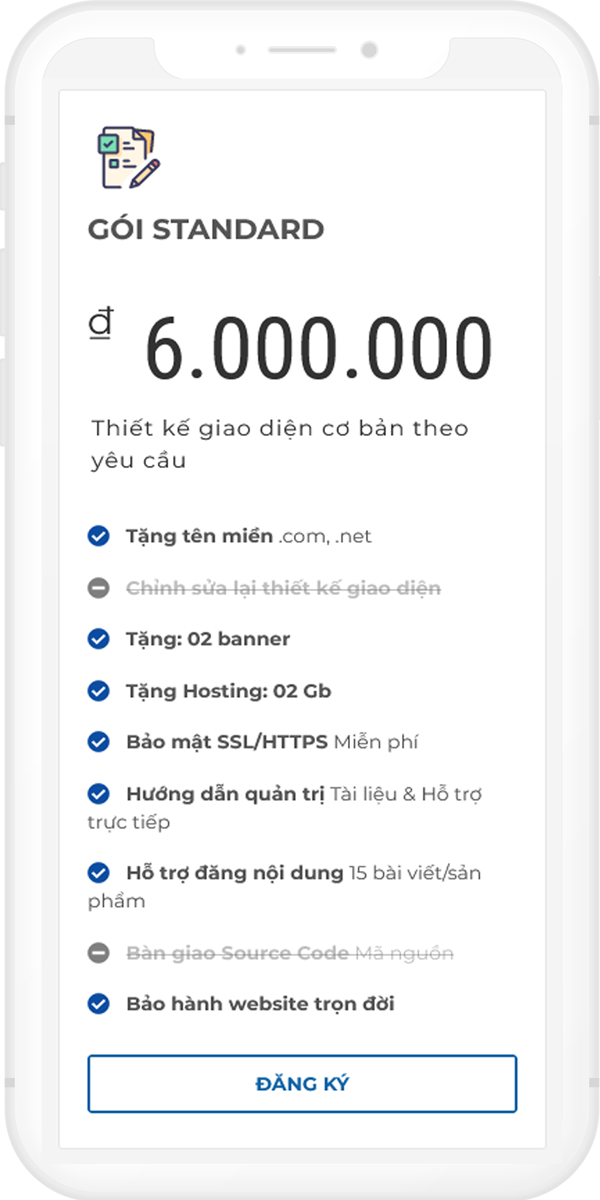 GÓI STANDARD
₫ 6.000.000
Thiết kế giao diện cơ bản theo
yêu cầu
Tặng tên miền .com, .net
Chỉnh sửa lại thiết kế giao diện
Tặng: 02 banner
Tặng Hosting: 02 Gb
Bảo mật SSL/HTTPS Miễn phí
Hướng dẫn quản trị Tài liệu & Hỗ trợ
trực tiếp
Hỗ trợ đăng nội dung 15 bài viết/sản
phẩm
Bàn giao Source Code Mã nguồn
Bảo hành website trọn đời
ĐĂNG KÝ